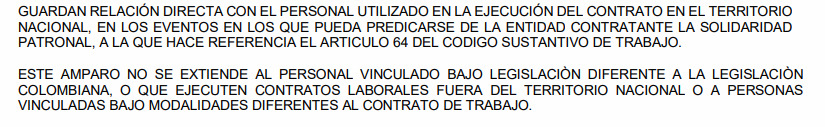 GUARDAN RELACIÓN DIRECTA CON EL PERSONAL UTILIZADO EN LA EJECUCIÓN DEL CONTRATO EN EL TERRITORIO
NACIONAL, EN LOS EVENTOS EN LOS QUE PUEDA PREDICARSE DE LA ENTIDAD CONTRATANTE LA SOLIDARIDAD
PATRONAL, A LA QUE HACE REFERENCIA EL ARTICULO 64 DEL CODIGO SUSTANTIVO DE TRABAJO.
ESTE AMPARO NO SE EXTIENDE AL PERSONAL VINCULADO BAJO LEGISLACIÒN DIFERENTE A LA LEGISLACIÒN
COLOMBIANA, O QUE EJECUTEN CONTRATOS LABORALES FUERA DEL TERRITORIO NACIONAL O A PERSONAS
VINCULADAS BAJO MODALIDADES DIFERENTES AL CONTRATO DE TRABAJO.